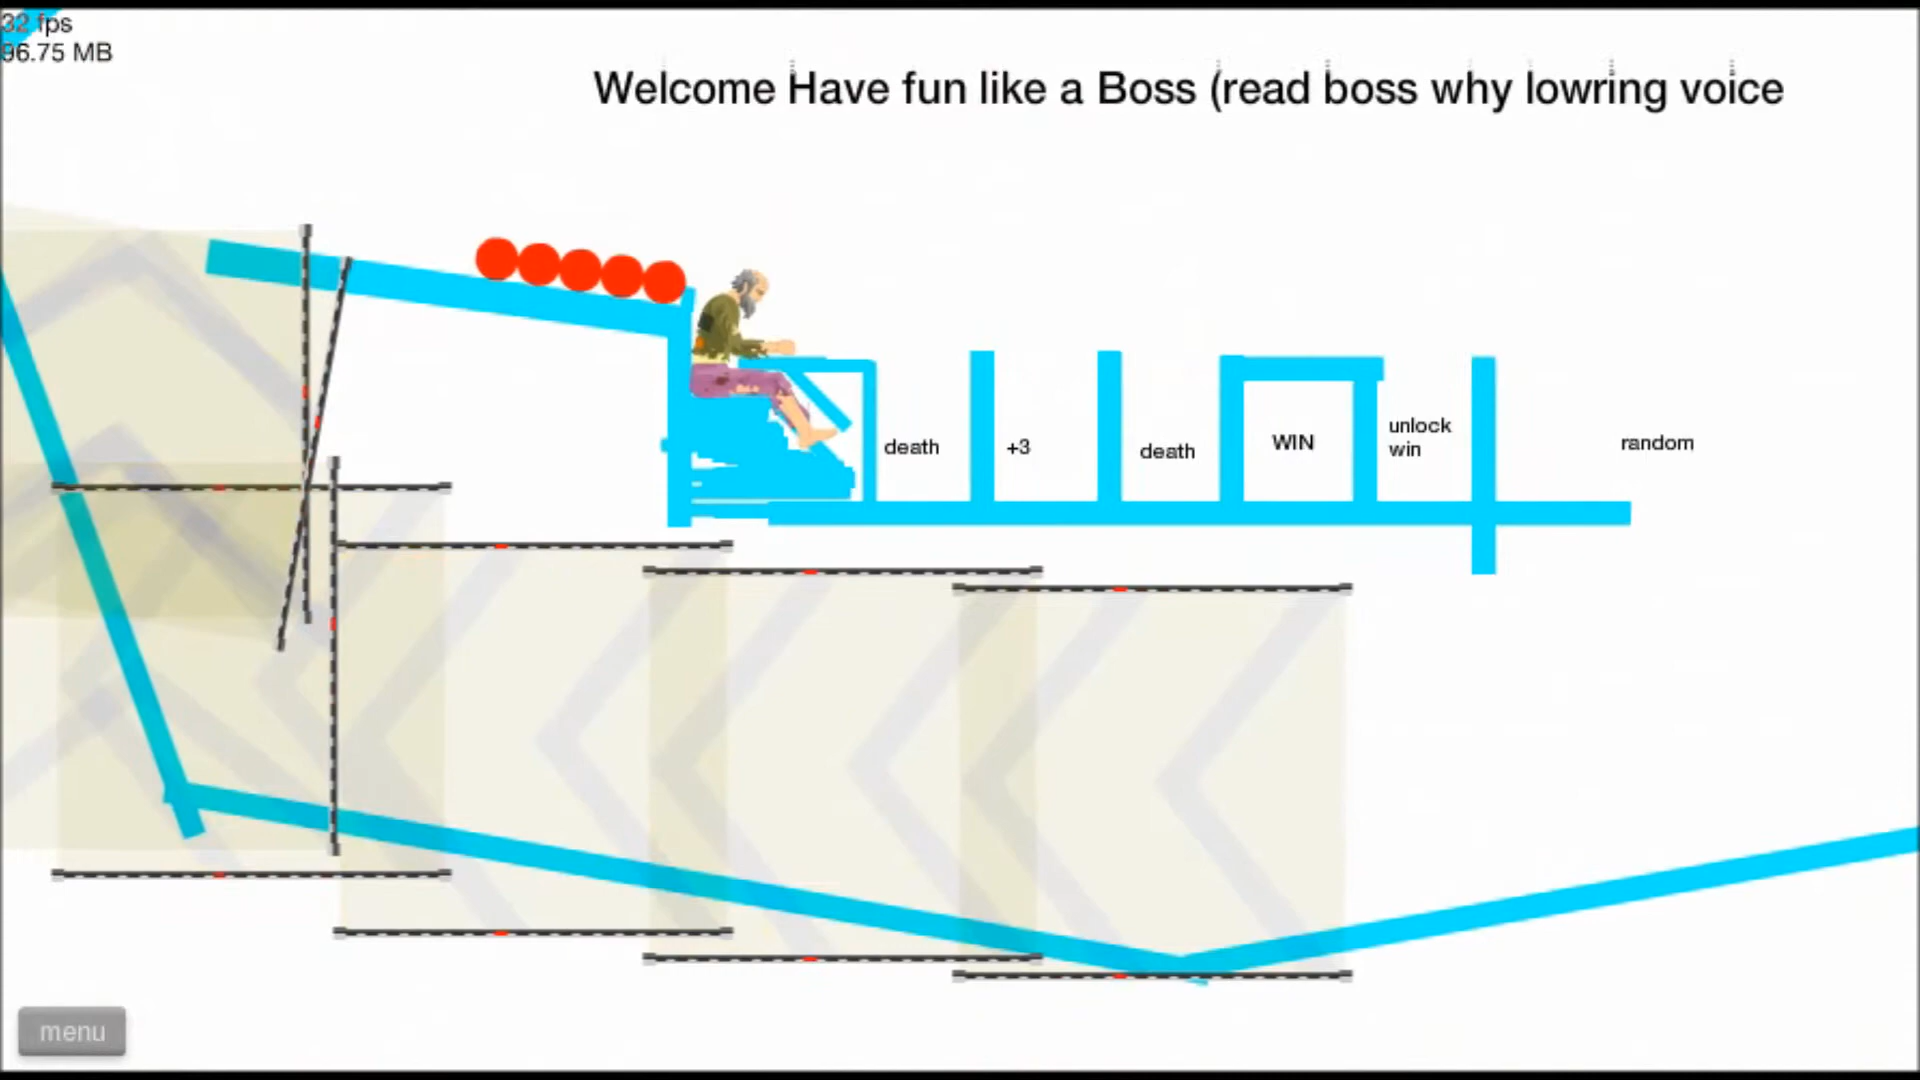 32 fps
96.75 MB
Welcome Have fun like a Boss (read boss why lowring voice
death
+3
death
WIN
unlock
win
random
menu